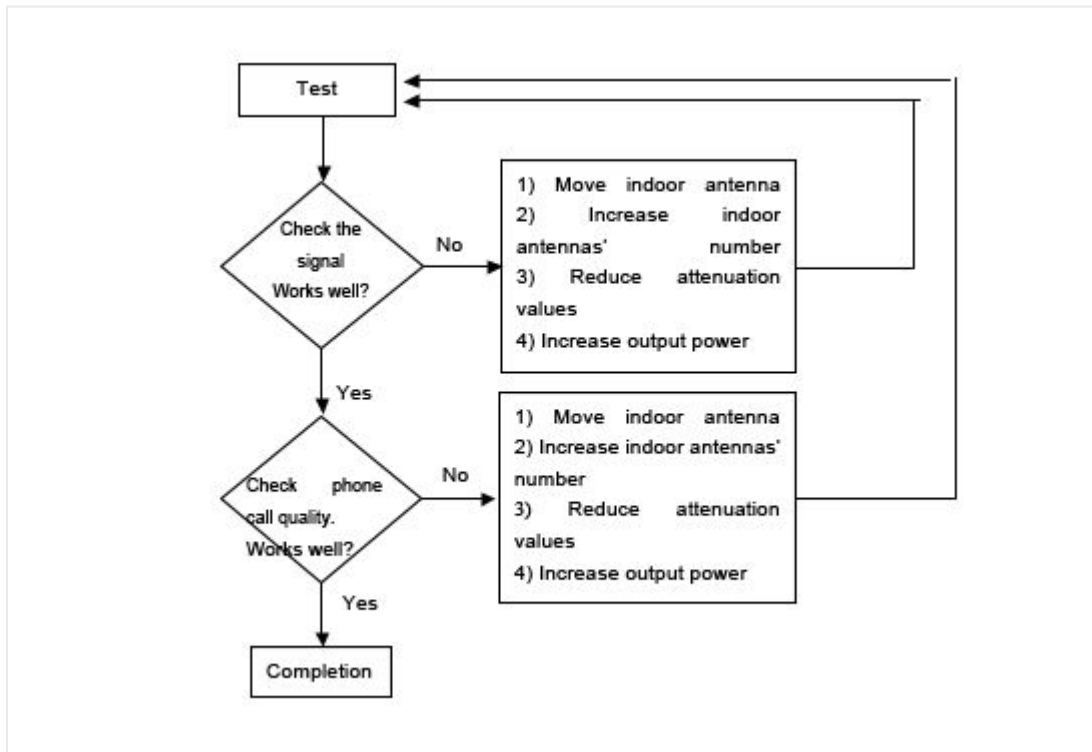 Test
Check the
signal
Works well?
No
1) Move indoor antenna
2) Increase indoor
antennas' number
3) Reduce attenuation
values
4) Increase output power
Yes
Check phone
call quality.
Works well?
No
1) Move indoor antenna
2) Increase indoor antennas'
number
3) Reduce attenuation
values
4) Increase output power
Yes
Completion